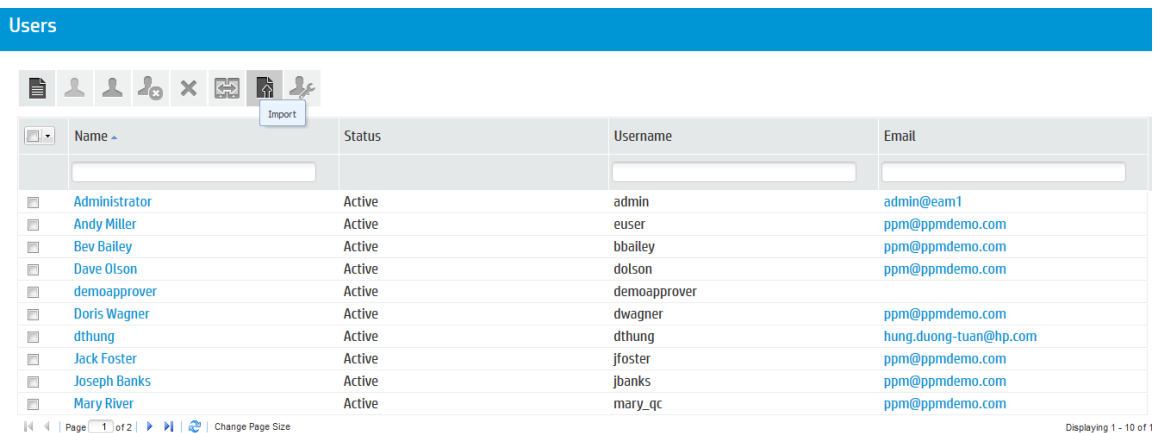 Users
Import
Name Status Username Email
Administrator Active admin admin@eam1
Andy Miller Active euser ppm@ppmdemo.com
Bev Bailey Active bbailey ppm@ppmdemo.com
Dave Olson Active dolson ppm@ppmdemo.com
demoapprover Active demoapprover
Doris Wagner Active dwagner ppm@ppmdemo.com
dthung Active dthung hung.duong-tuan@hp.com
Jack Foster Active jfoster ppm@ppmdemo.com
Joseph Banks Active jbanks ppm@ppmdemo.com
Mary River Active mary_qc ppm@ppmdemo.com
Page 1 of 2 Change Page Size Displaying 1 - 10 of 1